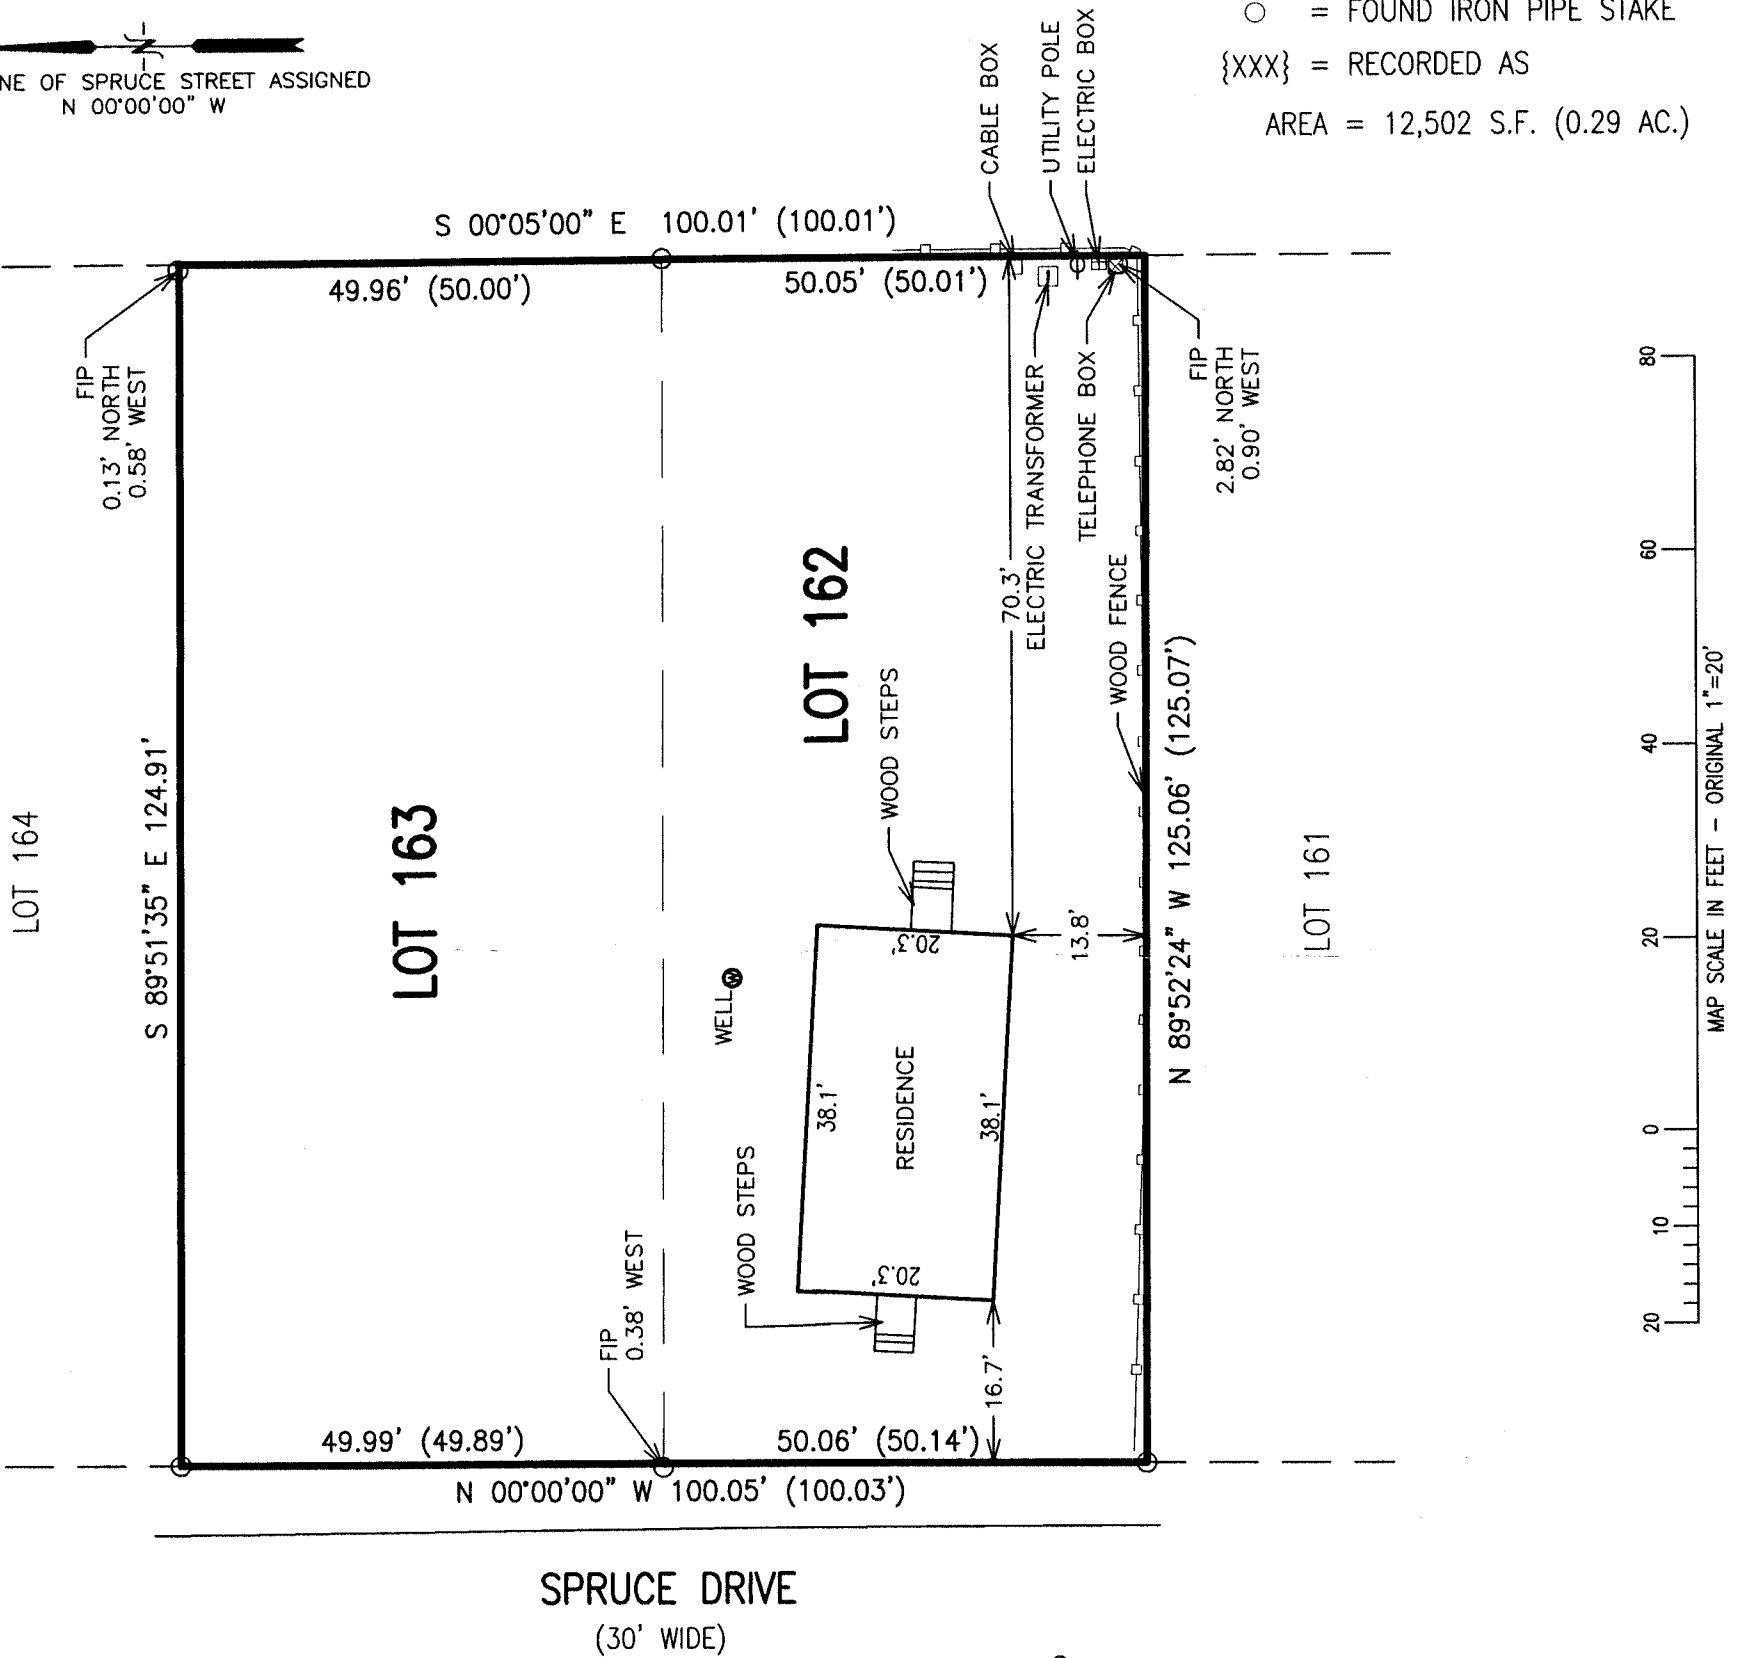 NE OF SPRUCE STREET ASSIGNED
N 00°00'00" W
○ = FOUND IRON PIPE STAKE
{XXX} = RECORDED AS
AREA = 12,502 S.F. (0.29 AC.)
CABLE BOX
UTILITY POLE
ELECTRIC BOX
S 00°05'00" E 100.01' (100.01')
49.96' (50.00')
50.05' (50.01')
FIP
0.13' NORTH
0.58' WEST
ELECTRIC TRANSFORMER
TELEPHONE BOX
FIP
2.82' NORTH
0.90' WEST
70.3'
WOOD FENCE
LOT 162
WOOD STEPS
LOT 164
S 89°51'35" E 124.91'
LOT 163
N 89°52'24" W 125.06' (125.07')
LOT 161
13.8'
20.3'
WELL
W
38.1'
RESIDENCE
38.1'
WOOD STEPS
20.3'
FIP
0.38' WEST
16.7'
49.99' (49.89')
50.06' (50.14')
N 00°00'00" W 100.05' (100.03')
SPRUCE DRIVE
(30' WIDE)
80
60
40
20
0
10
20
MAP SCALE IN FEET - ORIGINAL 1"=20'